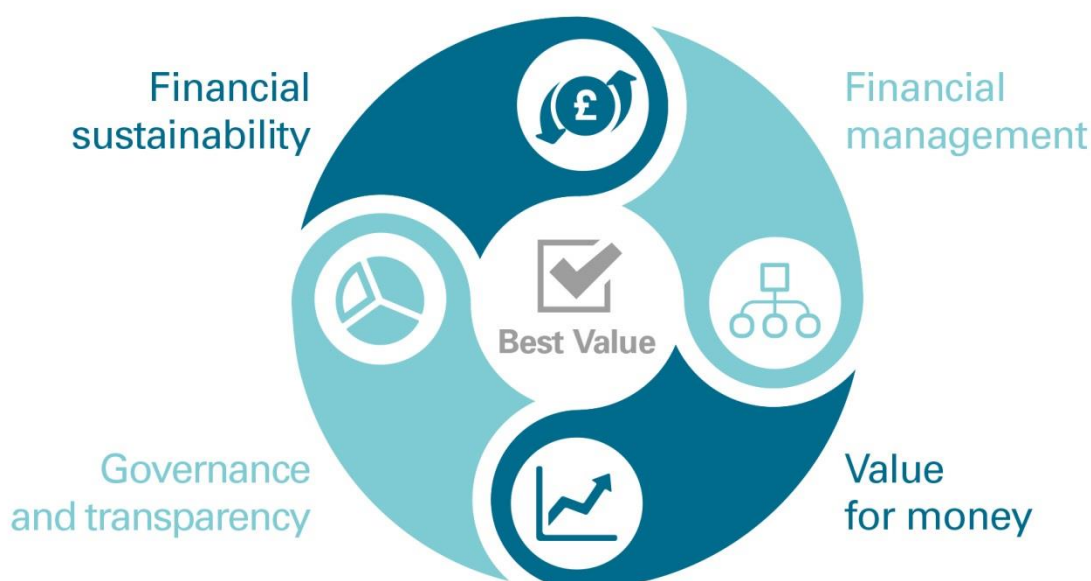 Financial
sustainability
£
Financial
management
Best Value
Governance
and transparency
Value
for money